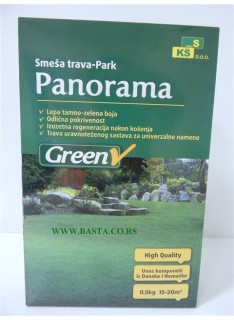 S
KS D.O.O.
Smeša trava-Park
Panorama
✓ Lepa tamno-zelena boja
✓ Odlična pokrivenost
✓ Izuzetna regeneracija nakon košenja
✓ Trava uravnoteženog sastava za univerzalne namene
Green
WWW.BASTA.CO.RS
High Quality
Uvoz komponeti
iz Danske i Nemačke
0,5kg 15-20m²